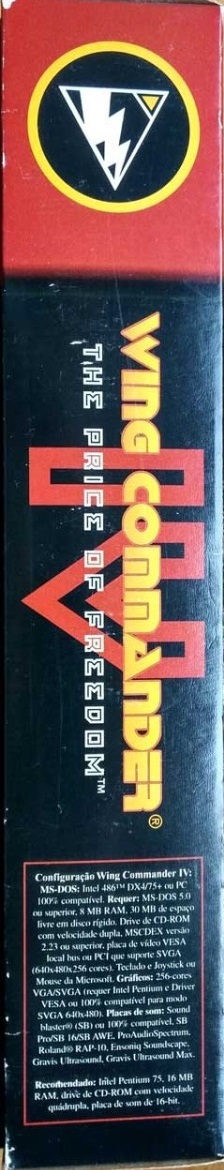 WING COMMANDER®
IV
THE PRICE OF FREEDOM™
Configuração Wing Commander IV:
MS-DOS: Intel 486™ DX4/75+ ou PC
100% compatível. Requer: MS-DOS 5.0
ou superior, 8 MB RAM, 30 MB de espaço
livre em disco rígido. Drive de CD-ROM
com velocidade dupla, MSCDEX versão
2.23 ou superior, placa de vídeo VESA
local bus ou PCI que suporte SVGA
(640x480x256 cores). Teclado e Joystick ou
Mouse da Microsoft. Gráficos: 256-cores
VGA/SVGA (requer Intel Pentium e Driver
VESA ou 100% compatível para modo
SVGA 640x480). Placas de som: Sound
blaster® (SB) ou 100% compatível, SB
Pro/SB 16/SB AWE, ProAudioSpectrum,
Roland® RAP-10, Ensoniq Soundscape,
Gravis Ultrasound, Gravis Ultrasound Max.
Recomendado: Intel Pentium 75, 16 MB
RAM, drive de CD-ROM com velocidade
quádrupla, placa de som de 16-bit.